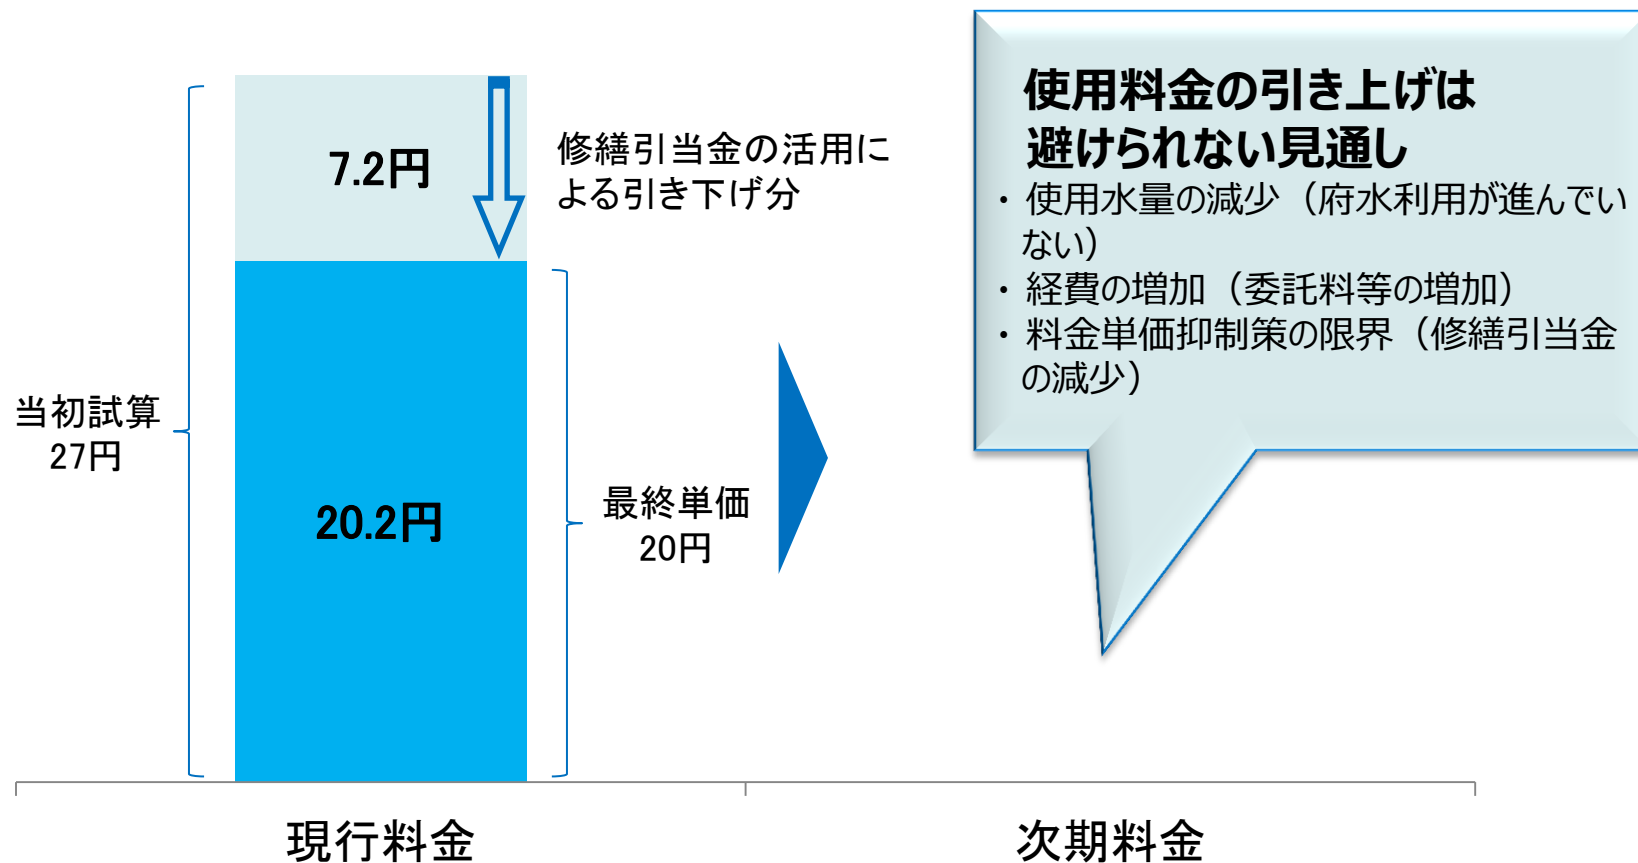 使用料金の引き上げは
避けられない見通し
・使用水量の減少（府水利用が進んでい
ない）
・経費の増加（委託料等の増加）
・料金単価抑制策の限界（修繕引当金
の減少）
7.2円
修繕引当金の活用に
よる引き下げ分
当初試算
27円
20.2円
最終単価
20円
現行料金
次期料金